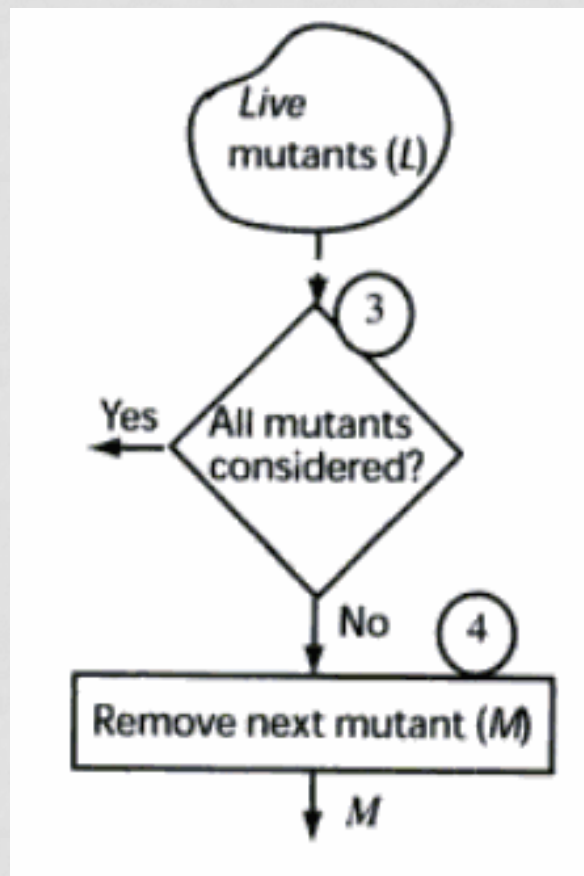 Live
mutants (L)
3
Yes
All mutants
considered?
No
4
Remove next mutant (M)
M